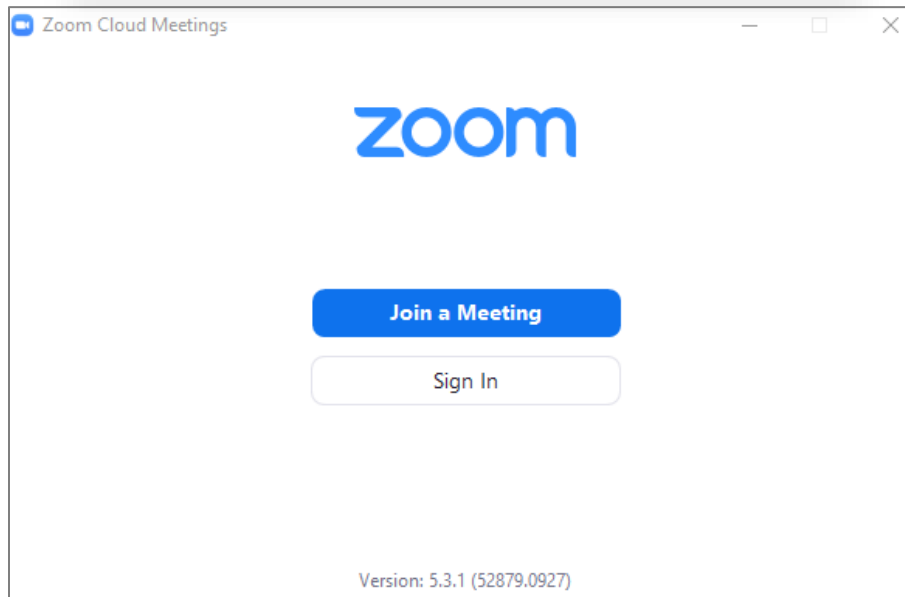 Zoom Cloud Meetings
zoom
Join a Meeting
Sign In
Version: 5.3.1 (52879.0927)